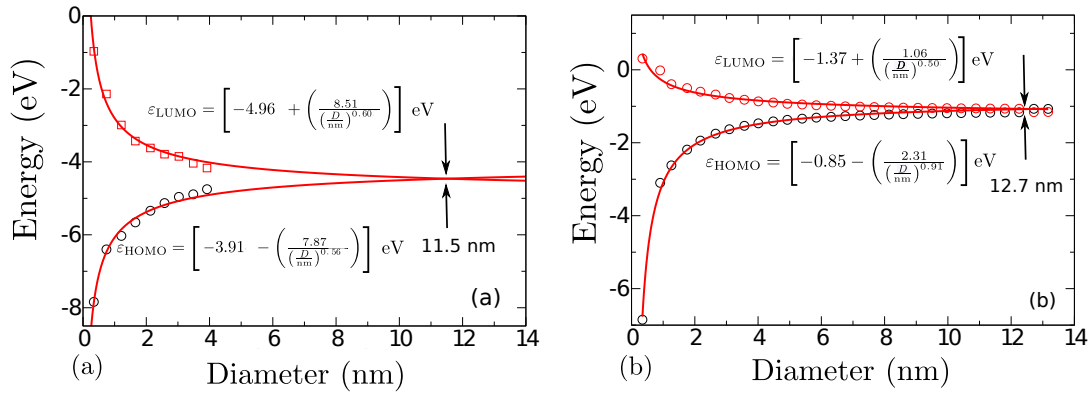 0
-2
-4
-6
-8
Energy (eV)
ε_LUMO = [ −4.96 + ( 8.51 / (D/nm)^0.60 ) ] eV
ε_HOMO = [ −3.91 − ( 7.87 / (D/nm)^0.56 ) ] eV
11.5 nm
(a)
0 2 4 6 8 10 12 14
(a)
Diameter (nm)
0
-2
-4
-6
Energy (eV)
ε_LUMO = [ −1.37 + ( 1.06 / (D/nm)^0.50 ) ] eV
ε_HOMO = [ −0.85 − ( 2.31 / (D/nm)^0.91 ) ] eV
12.7 nm
(b)
0 2 4 6 8 10 12 14
(b)
Diameter (nm)